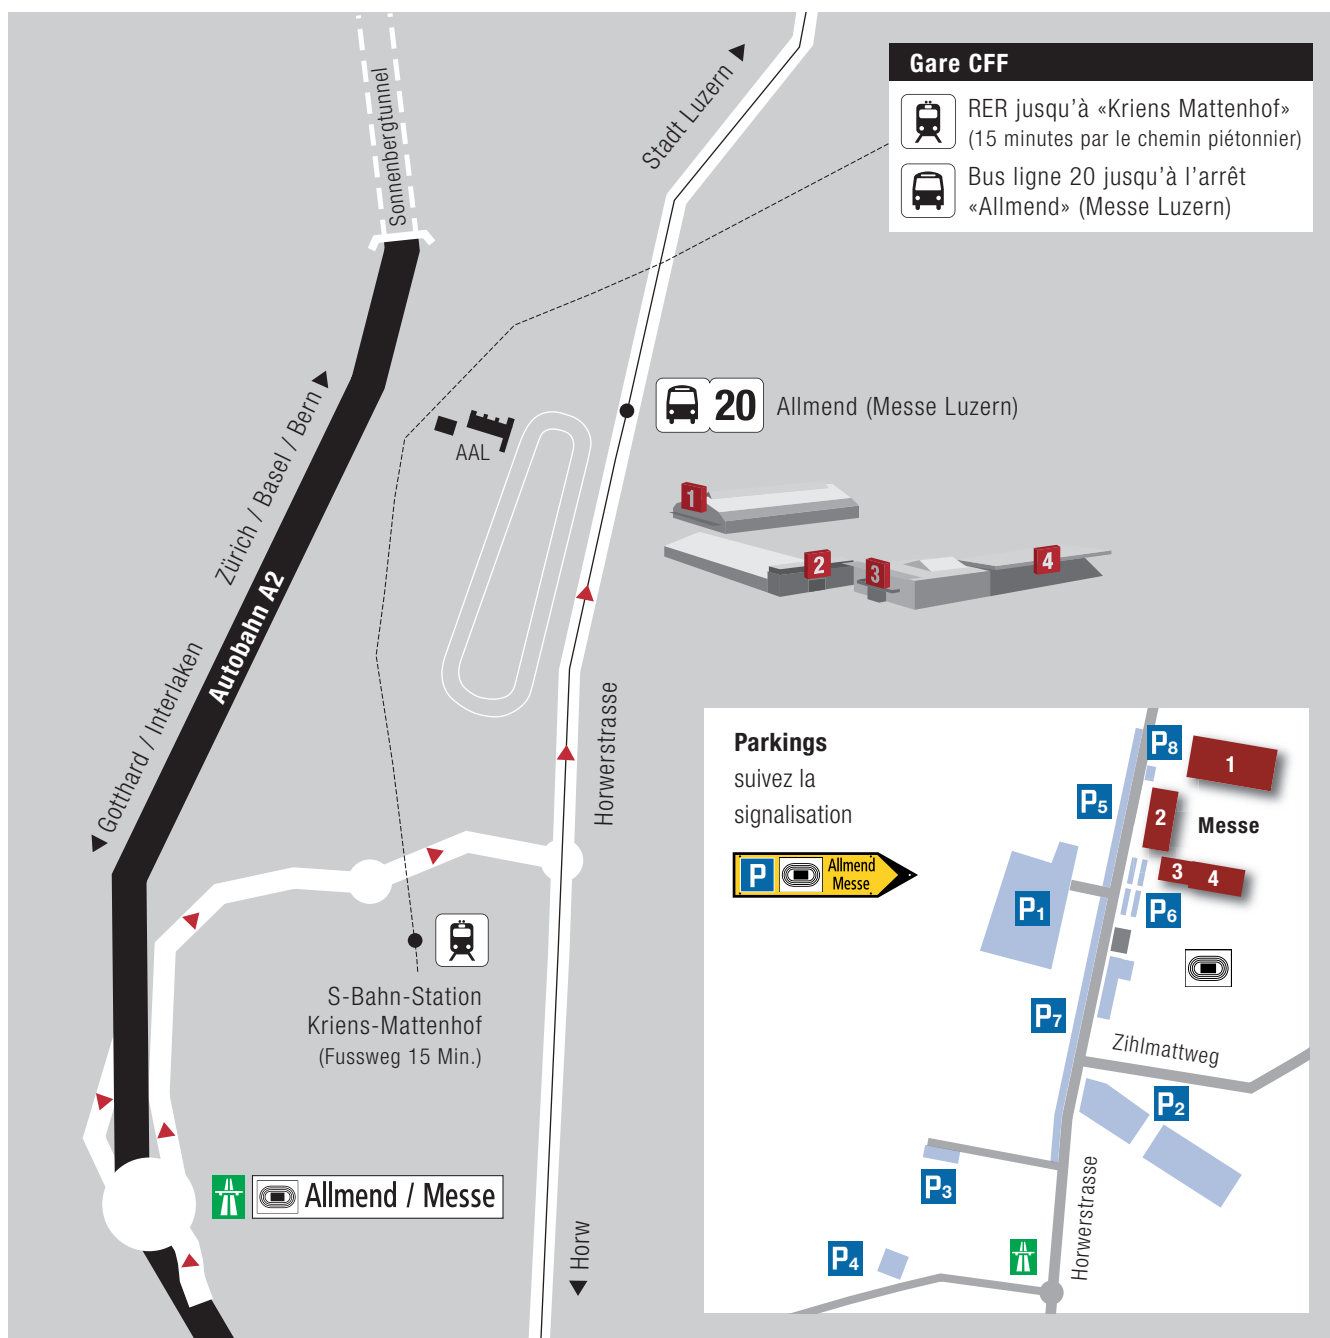 Sonnenbergtunnel
Stadt Luzern
Gare CFF
RER jusqu’à «Kriens Mattenhof»
(15 minutes par le chemin piétonnier)
Bus ligne 20 jusqu’à l’arrêt
«Allmend» (Messe Luzern)
20 Allmend (Messe Luzern)
AAL
Zürich / Basel / Bern
Autobahn A2
Gotthard / Interlaken
1
2
3
4
Horwerstrasse
S-Bahn-Station
Kriens-Mattenhof
(Fussweg 15 Min.)
Allmend / Messe
Horw
Parkings
suivez la
signalisation
P Allmend
Messe
P8
1
P5
2
Messe
3
4
P1
P6
P7
Zihlmattweg
P2
P3
Horwerstrasse
P4